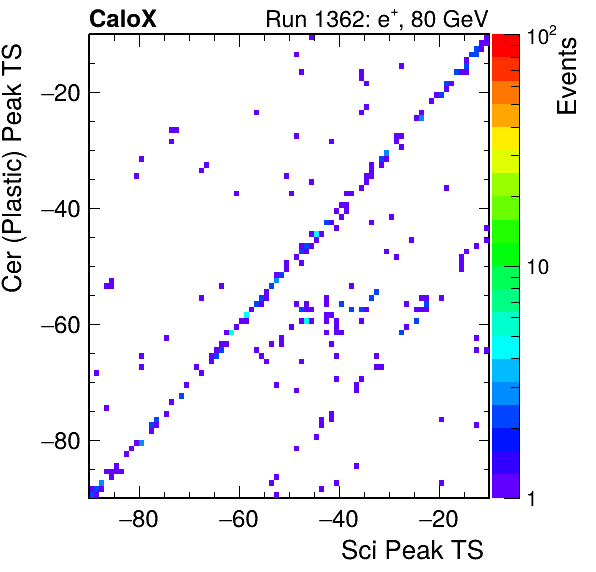 CaloX
Run 1362: e⁺, 80 GeV
Cer (Plastic) Peak TS
−20
−40
−60
−80
−80
−60
−40
−20
Sci Peak TS
10²
10
1
Events